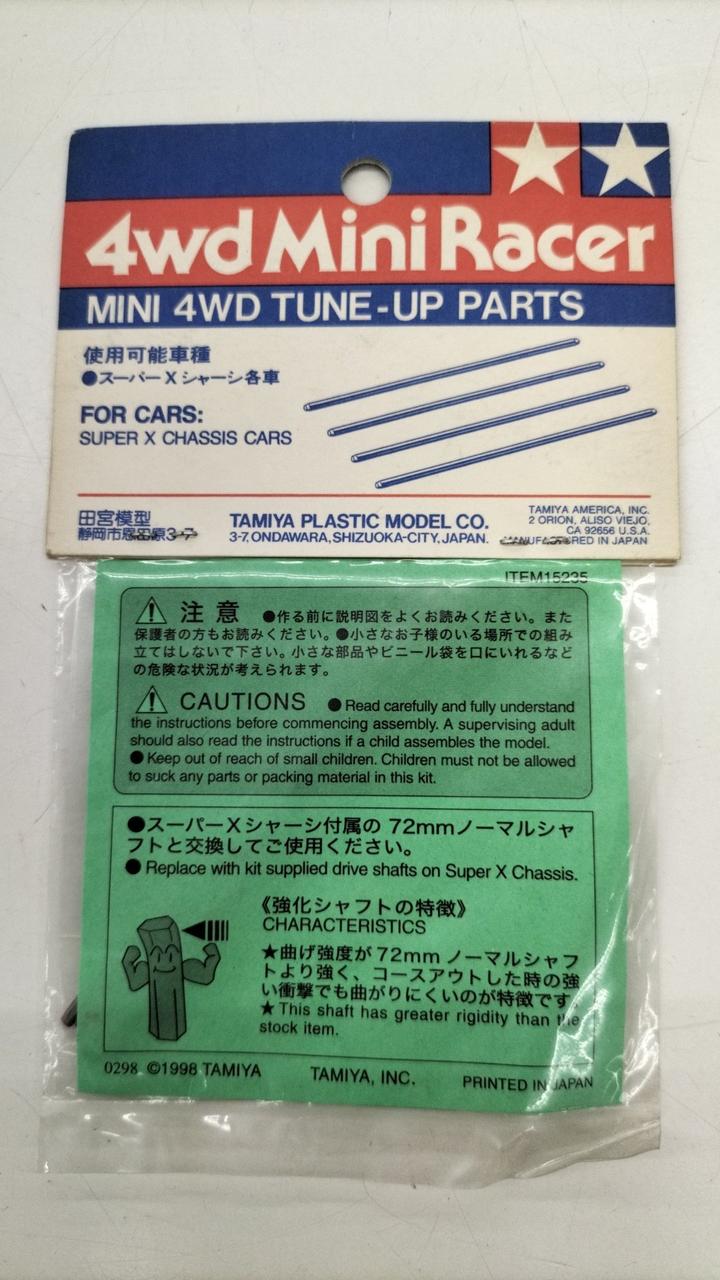 4wd Mini Racer
MINI 4WD TUNE-UP PARTS
使用可能車種
●スーパーXシャーシ各車
FOR CARS:
SUPER X CHASSIS CARS
田宮模型
静岡市恩田原3-7
TAMIYA PLASTIC MODEL CO.
3-7, ONDAWARA, SHIZUOKA-CITY, JAPAN.
TAMIYA AMERICA, INC.
2 ORION, ALISO VIEJO,
CA 92656 U.S.A.
MANUFACTURED IN JAPAN
ITEM15235
注意 ●作る前に説明図をよくお読みください。また
保護者の方もお読みください。●小さなお子様のいる場所での組み
立てはしないで下さい。小さな部品やビニール袋を口にいれるなど
の危険な状況が考えられます。
CAUTIONS ●Read carefully and fully understand
the instructions before commencing assembly. A supervising adult
should also read the instructions if a child assembles the model.
●Keep out of reach of small children. Children must not be allowed
to suck any parts or packing material in this kit.
●スーパーXシャーシ付属の 72mmノーマルシャ
フトと交換してご使用ください。
●Replace with kit supplied drive shafts on Super X Chassis.
《強化シャフトの特徴》
CHARACTERISTICS
★曲げ強度が72mm ノーマルシャフ
トより強く、コースアウトした時の強
い衝撃でも曲がりにくいのが特徴です。
★This shaft has greater rigidity than the
stock item.
0298 ©1998 TAMIYA
TAMIYA, INC.
PRINTED IN JAPAN